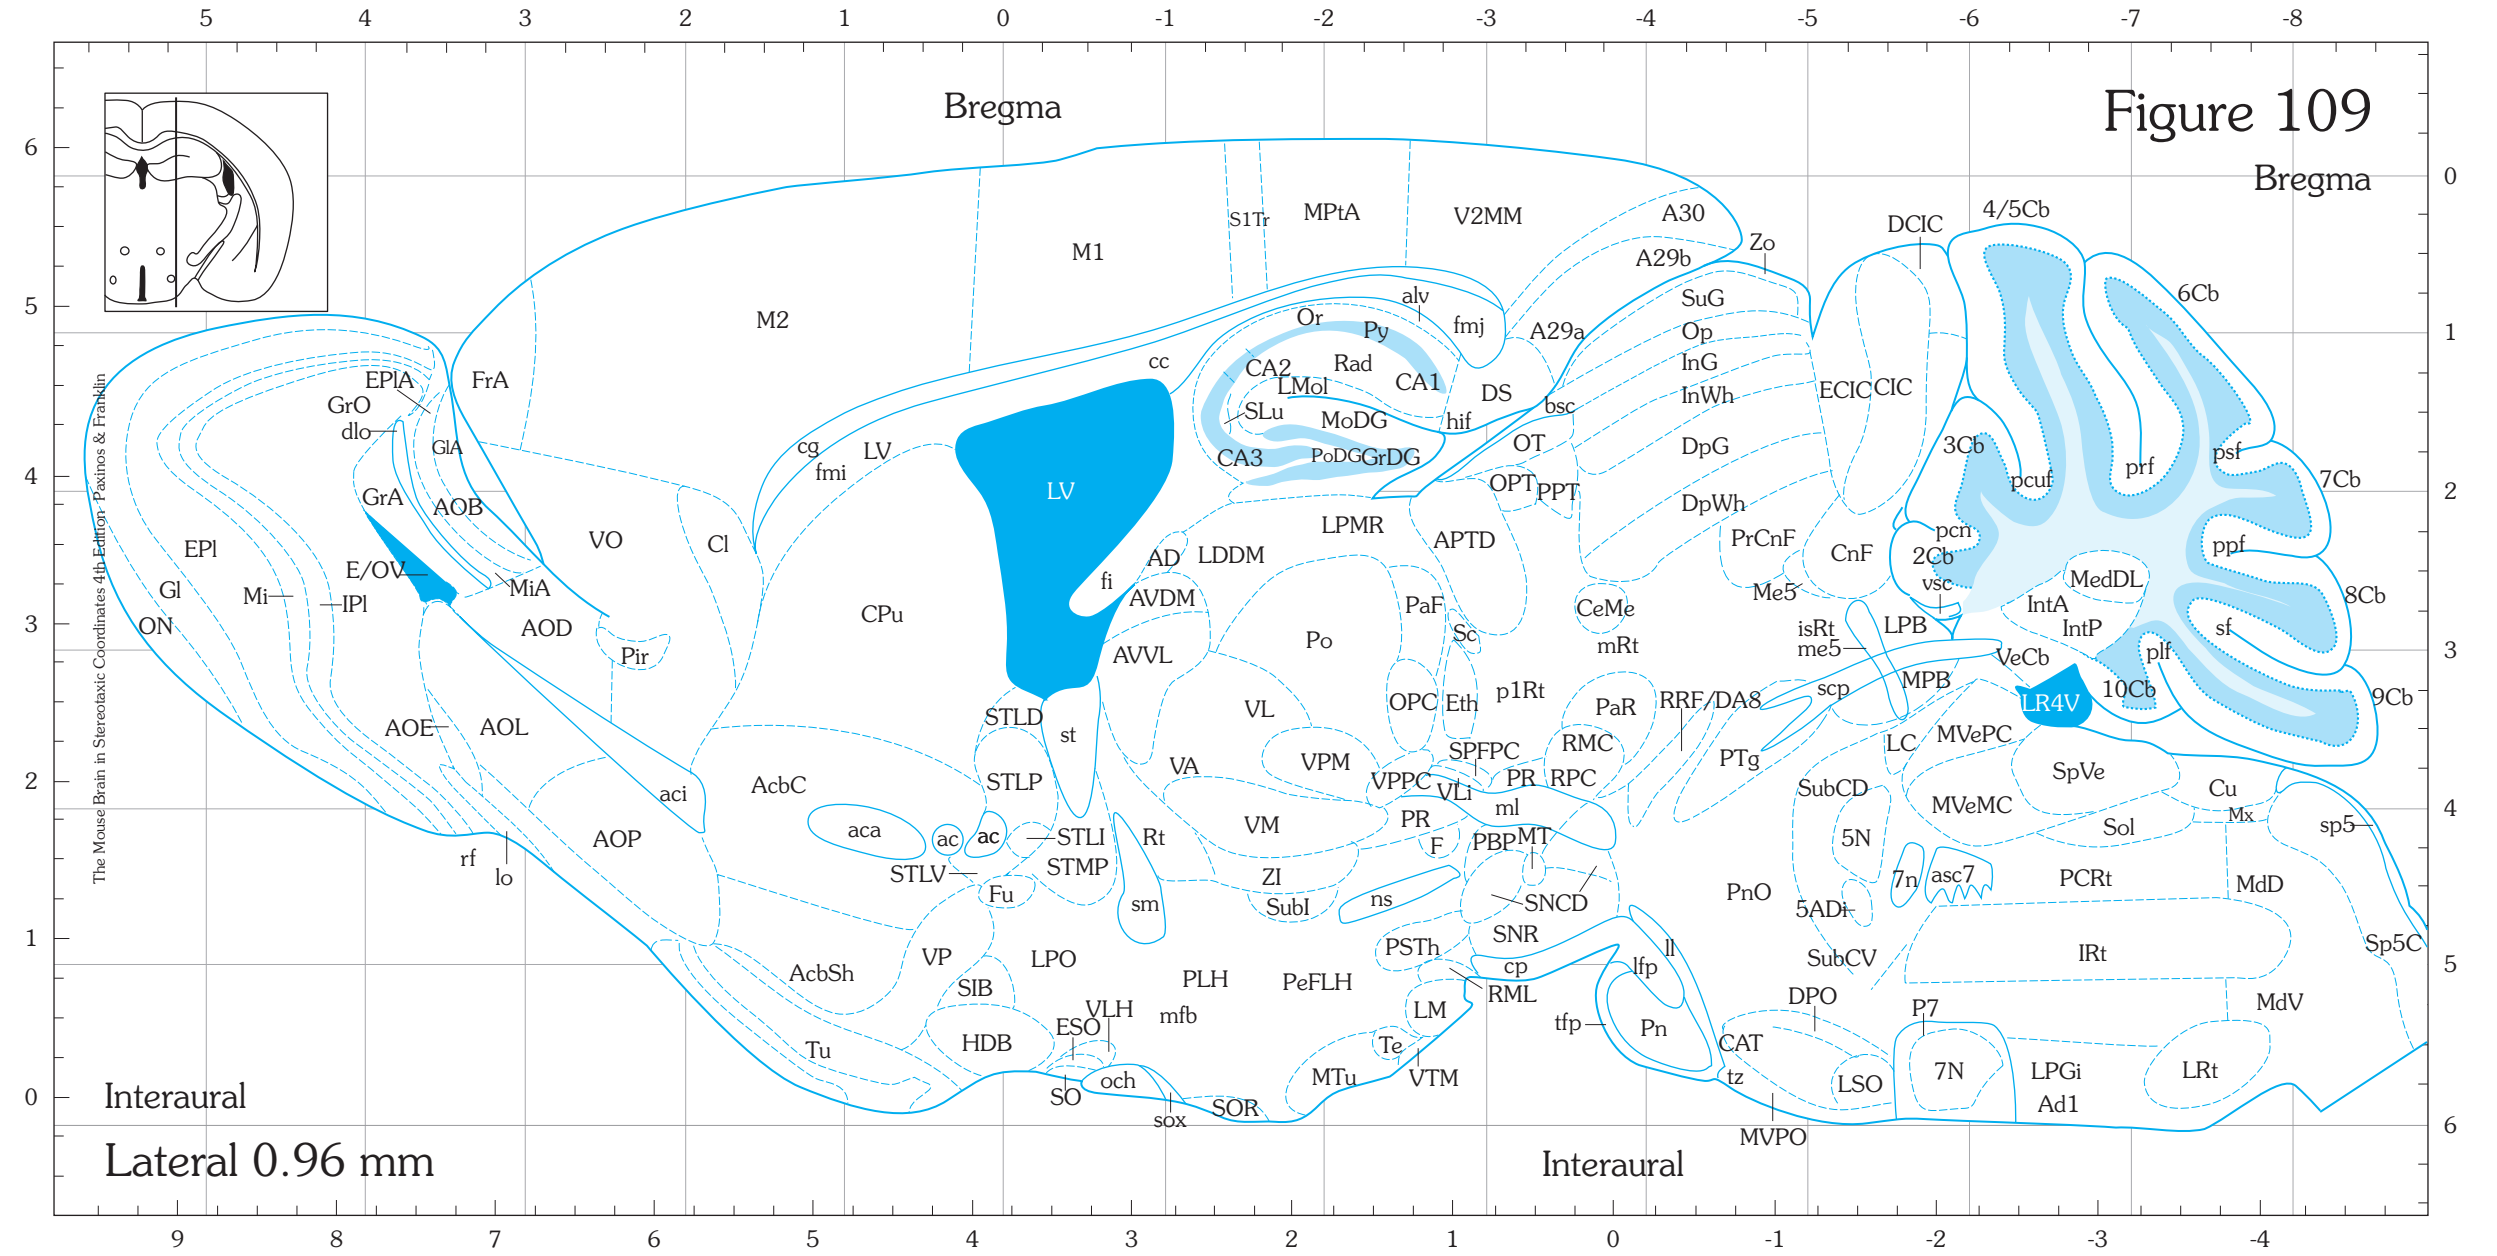 5 4 3 2 1 0 -1 -2 -3 -4 -5 -6 -7 -8
Bregma
Figure 109
Bregma
6
5
4
3
2
1
0
0
1
2
3
4
5
6
The Mouse Brain in Stereotaxic Coordinates 4th Edition Paxinos & Franklin
S1Tr MPtA V2MM A30 DCIC 4/5Cb
M1 A29b Zo
M2 alv SuG 6Cb
Or Py fmj A29a Op
cc CA2 Rad InG
EPlA FrA LMol CA1 DS InWh ECIC CIC
GrO SLu MoDG hif bsc
dlo GlA cg LV OT DpG 3Cb psf
fmi CA3 PoDG GrDG prf
GrA AOB LV OPT PPT DpWh pcuf 7Cb
VO Cl LPMR APTD PrCnF CnF pcn ppf
EPl AD LDDM 2Cb
E/OV MiA fi vsc MedDL
Gl Mi IPl CPu AVDM PaF CeMe Me5 IntA 8Cb
ON AOD Pir AVVL Po Sc mRt isRt LPB IntP sf
me5 VeCb plf
OPC Eth p1Rt PaR RRF/DA8 scp MPB LR4V 10Cb 9Cb
AOE AOL STLD st VL
RMC LC MVePC
VA VPM SPFPC PTg
aci AcbC STLP VPPC VLi PR RPC SubCD SpVe Cu
ml MVeMC
AOP aca ac ac STLI Rt VM PR PBP MT 5N Sol Mx sp5
rf lo STLV STMP F
Fu ZI 7n asc7 PCRt MdD
sm SubI ns SNCD PnO 5ADi
VP LPO PSTh SNR ll SubCV IRt Sp5C
AcbSh SIB PLH PeFLH cp lfp
VLH mfb LM RML DPO P7 MdV
HDB ESO tfp Pn CAT
Tu Te
och MTu VTM tz LSO 7N LPGi LRt
SO sox SOR Ad1
MVPO
Interaural
Lateral 0.96 mm
Interaural
9 8 7 6 5 4 3 2 1 0 -1 -2 -3 -4